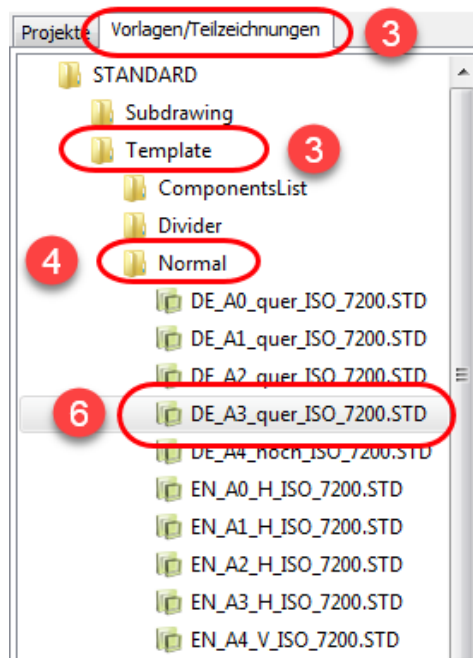 Projekte Vorlagen/Teilzeichnungen 3
STANDARD
Subdrawing
Template 3
ComponentsList
Divider
4 Normal
DE_A0_quer_ISO_7200.STD
DE_A1_quer_ISO_7200.STD
DE_A2_quer_ISO_7200.STD
6 DE_A3_quer_ISO_7200.STD
DE_A4_hoch_ISO_7200.STD
EN_A0_H_ISO_7200.STD
EN_A1_H_ISO_7200.STD
EN_A2_H_ISO_7200.STD
EN_A3_H_ISO_7200.STD
EN_A4_V_ISO_7200.STD